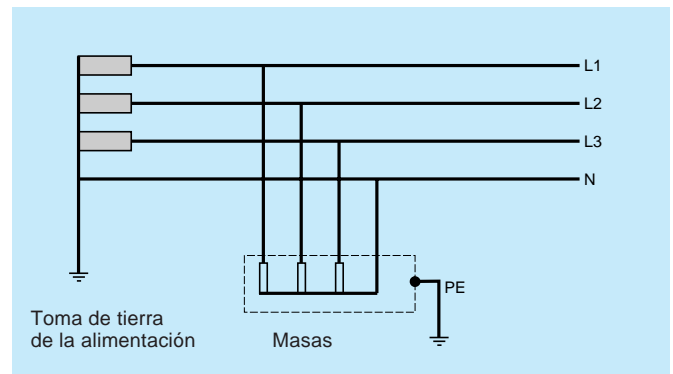 L1
L2
L3
N
PE
Toma de tierra
de la alimentación
Masas